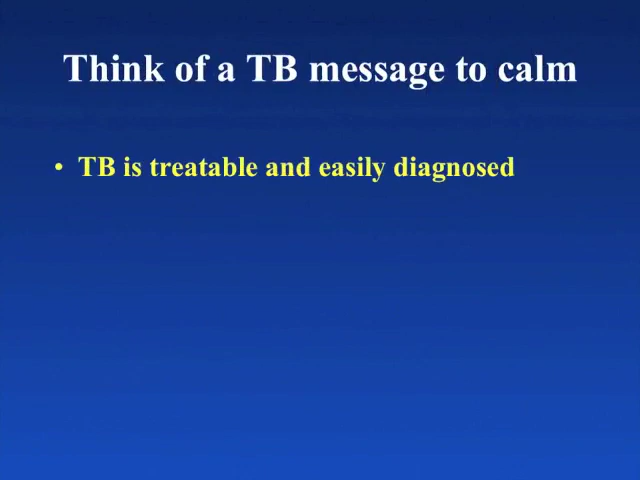 Think of a TB message to calm
• TB is treatable and easily diagnosed